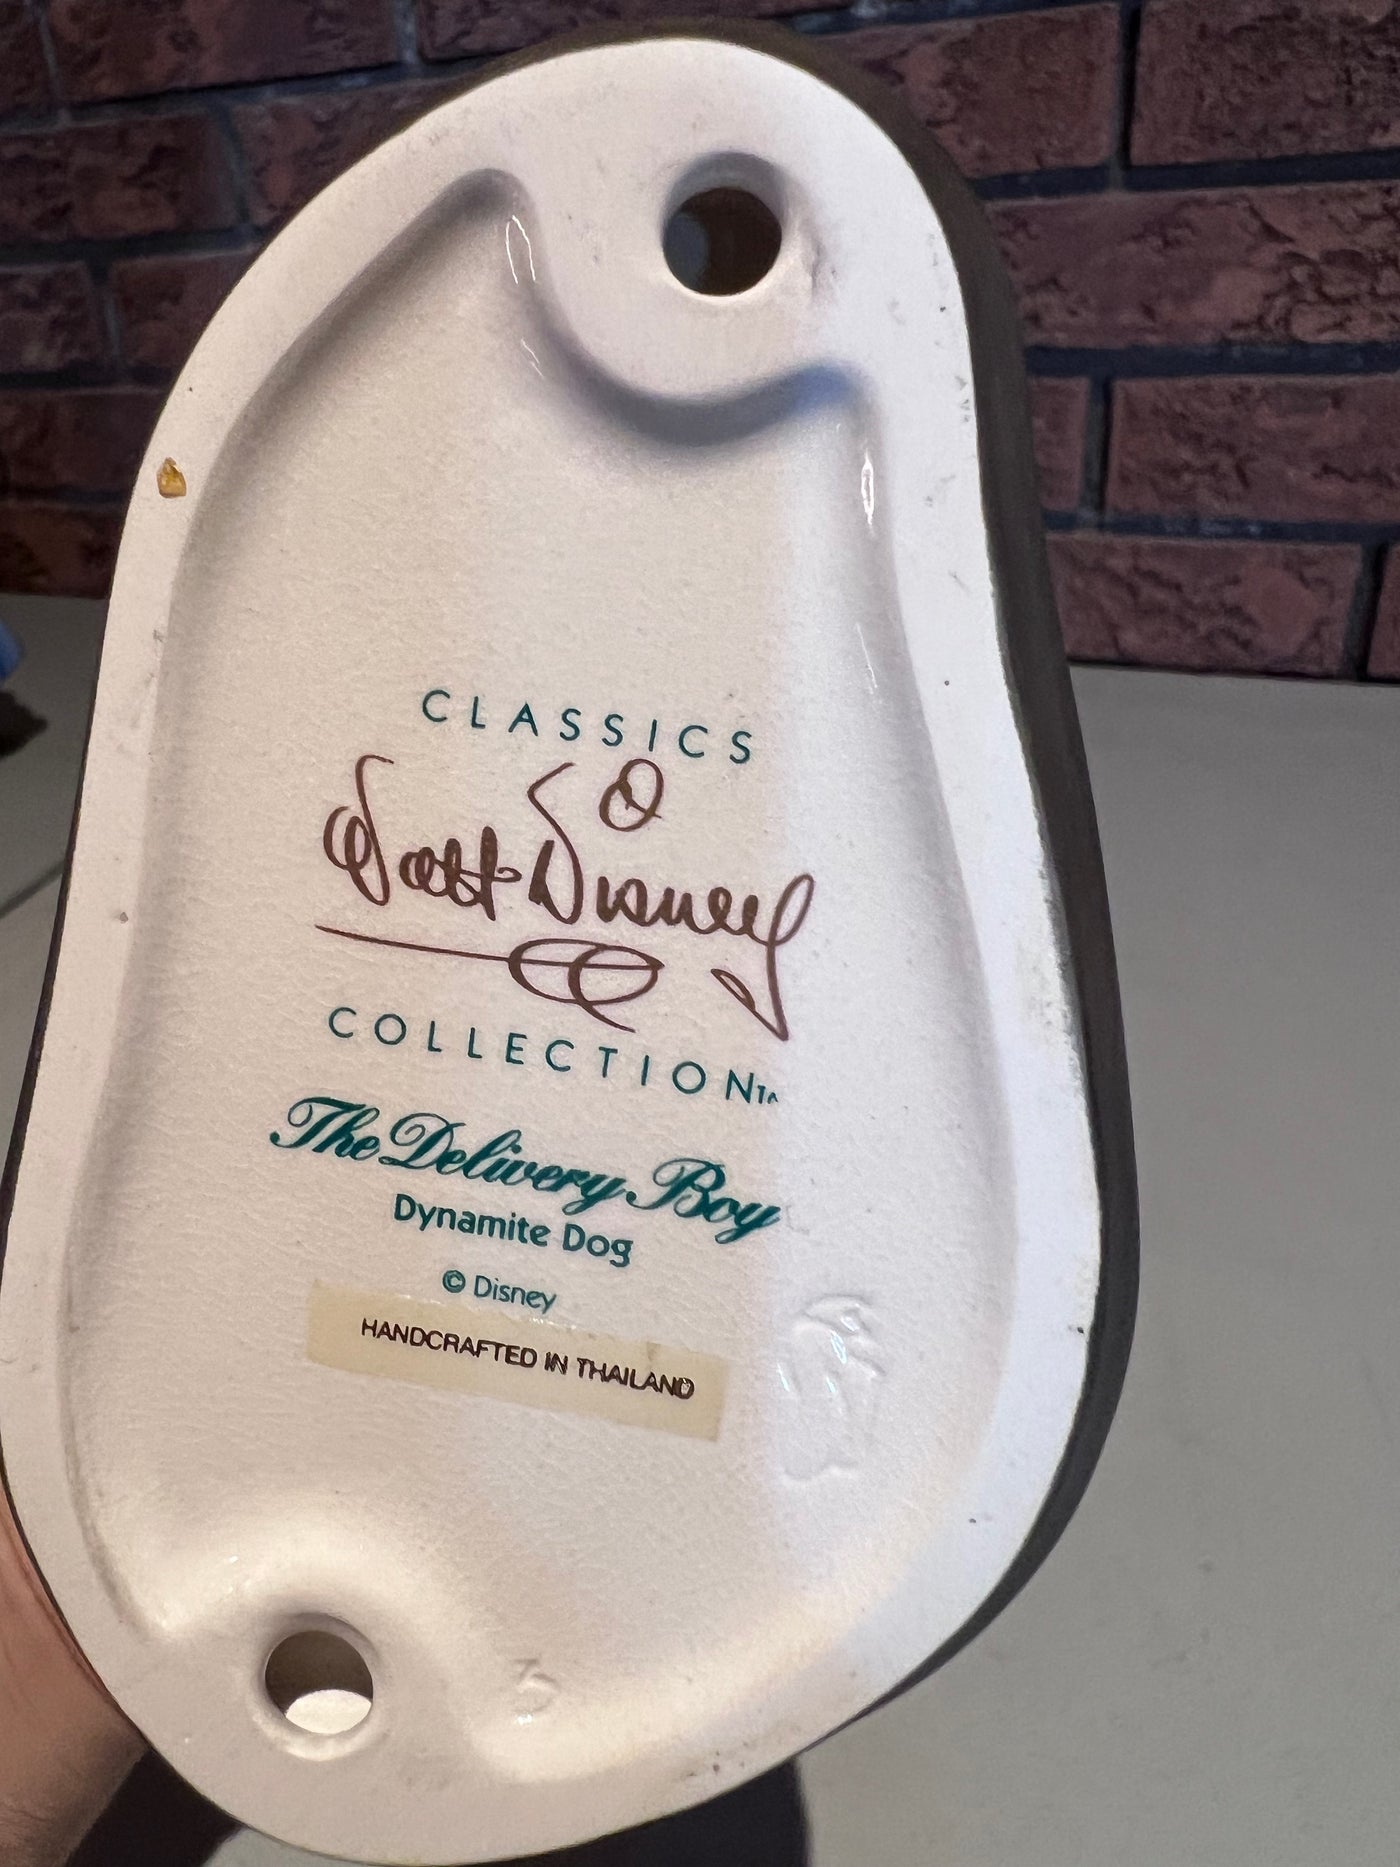 CLASSICS
Walt Disney
COLLECTION™
The Delivery Boy
Dynamite Dog
© Disney
HANDCRAFTED IN THAILAND